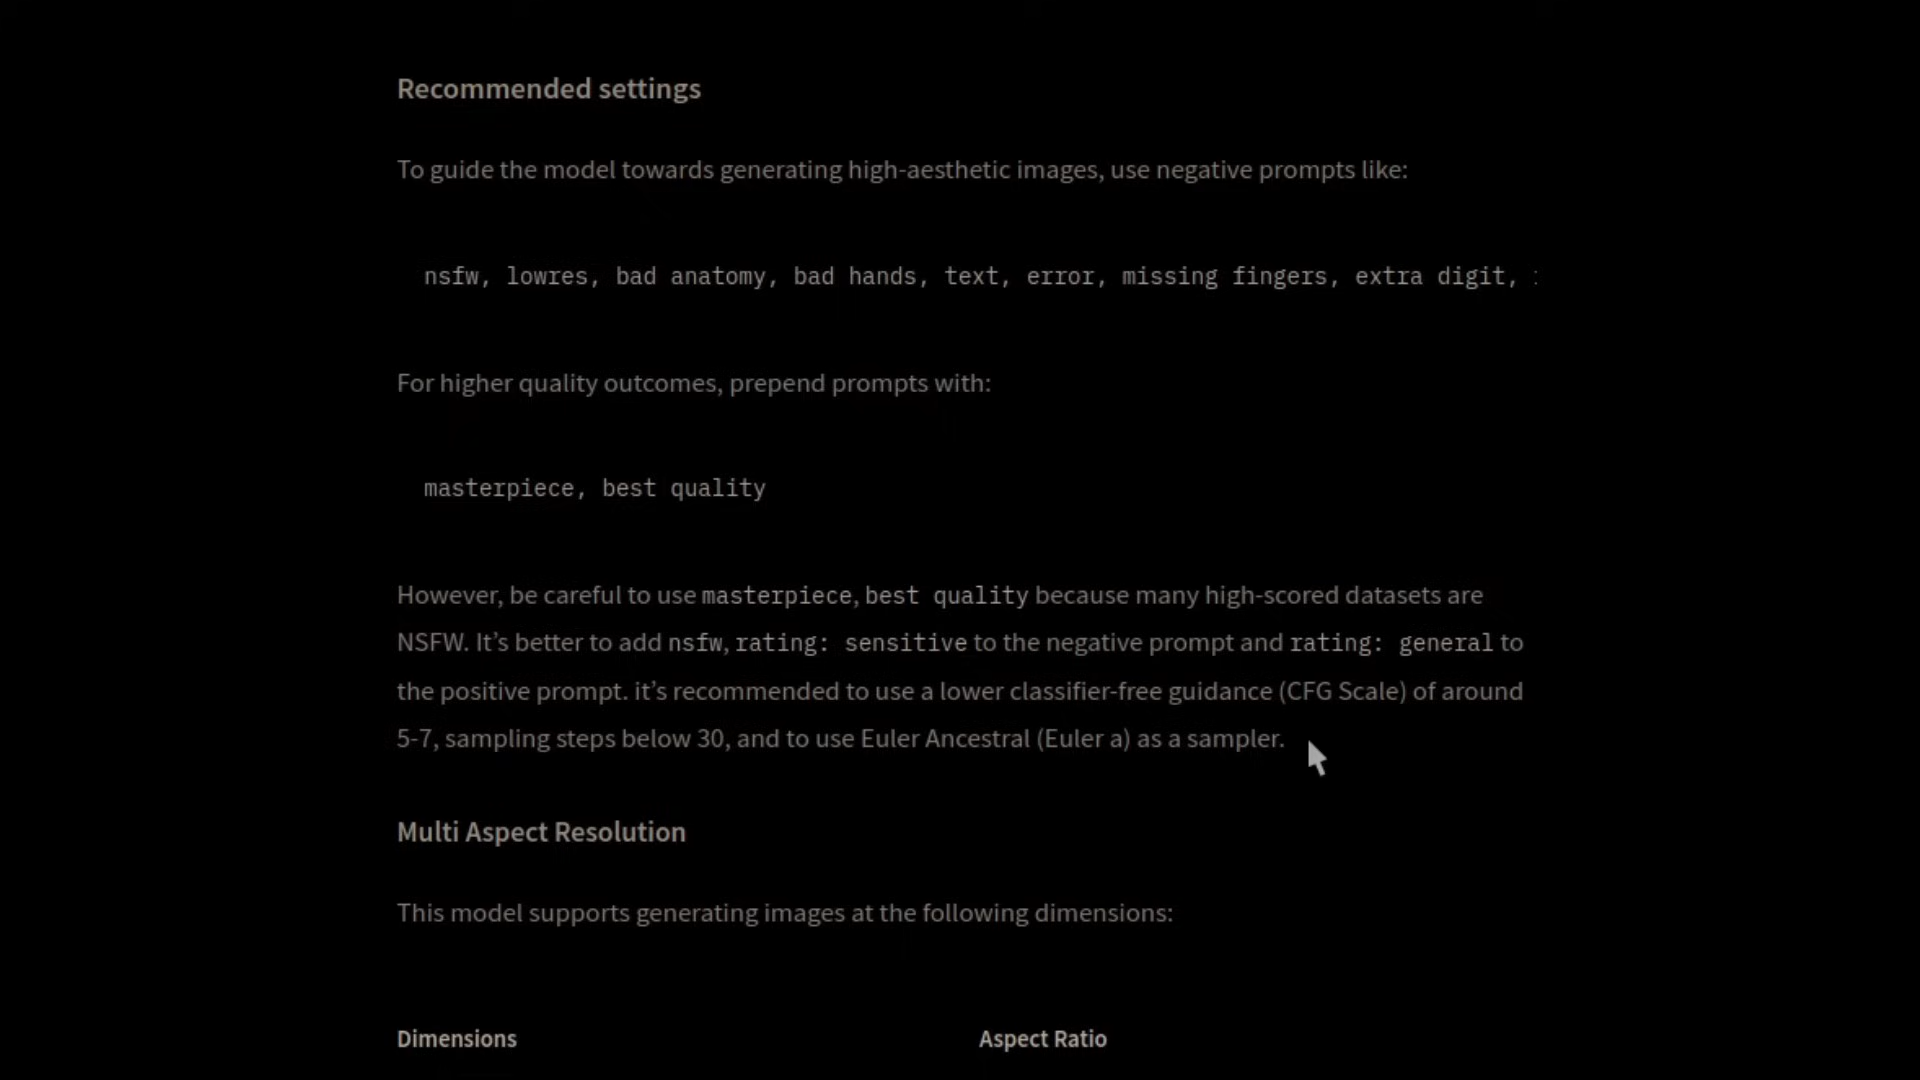 Recommended settings
To guide the model towards generating high-aesthetic images, use negative prompts like:
nsfw, lowres, bad anatomy, bad hands, text, error, missing fingers, extra digit,
For higher quality outcomes, prepend prompts with:
masterpiece, best quality
However, be careful to use masterpiece, best quality because many high-scored datasets are
NSFW. It’s better to add nsfw, rating: sensitive to the negative prompt and rating: general to
the positive prompt. it’s recommended to use a lower classifier-free guidance (CFG Scale) of around
5-7, sampling steps below 30, and to use Euler Ancestral (Euler a) as a sampler.
Multi Aspect Resolution
This model supports generating images at the following dimensions:
Dimensions Aspect Ratio